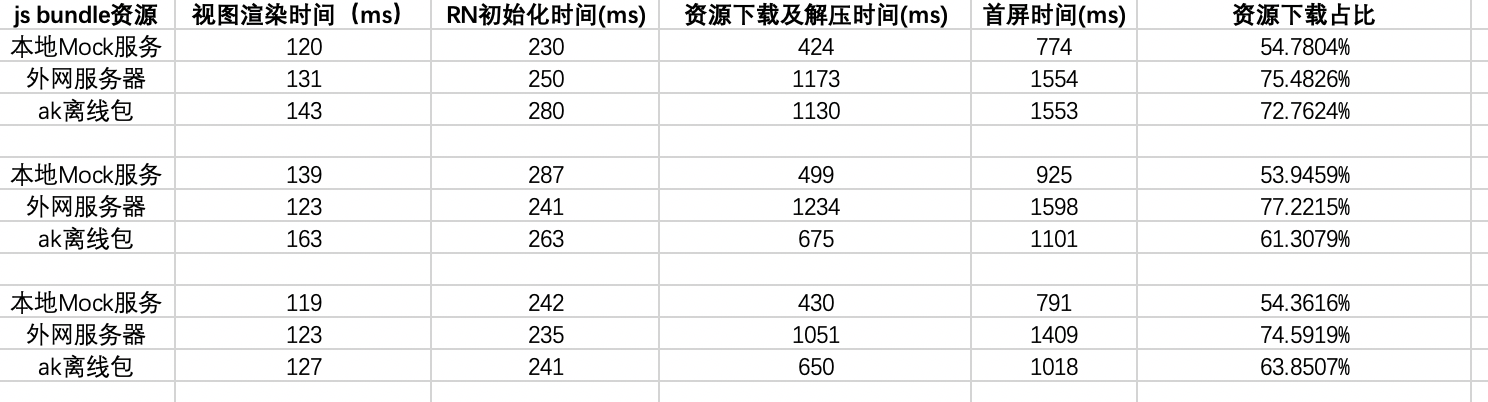 js bundle资源 视图渲染时间（ms） RN初始化时间(ms) 资源下载及解压时间(ms) 首屏时间(ms) 资源下载占比
本地Mock服务 120 230 424 774 54.7804%
外网服务器 131 250 1173 1554 75.4826%
ak离线包 143 280 1130 1553 72.7624%
本地Mock服务 139 287 499 925 53.9459%
外网服务器 123 241 1234 1598 77.2215%
ak离线包 163 263 675 1101 61.3079%
本地Mock服务 119 242 430 791 54.3616%
外网服务器 123 235 1051 1409 74.5919%
ak离线包 127 241 650 1018 63.8507%